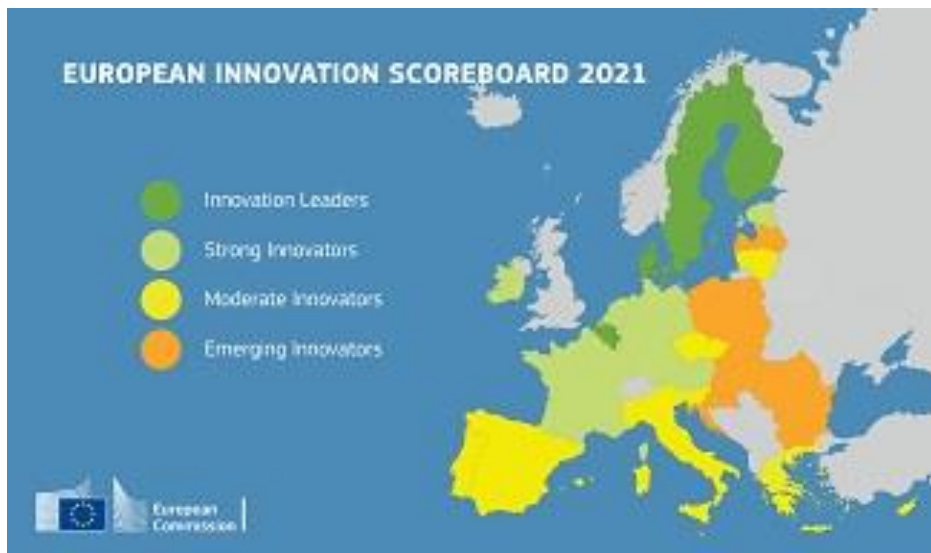 EUROPEAN INNOVATION SCOREBOARD 2021
Innovation Leaders
Strong Innovators
Moderate Innovators
Emerging Innovators
European
Commission